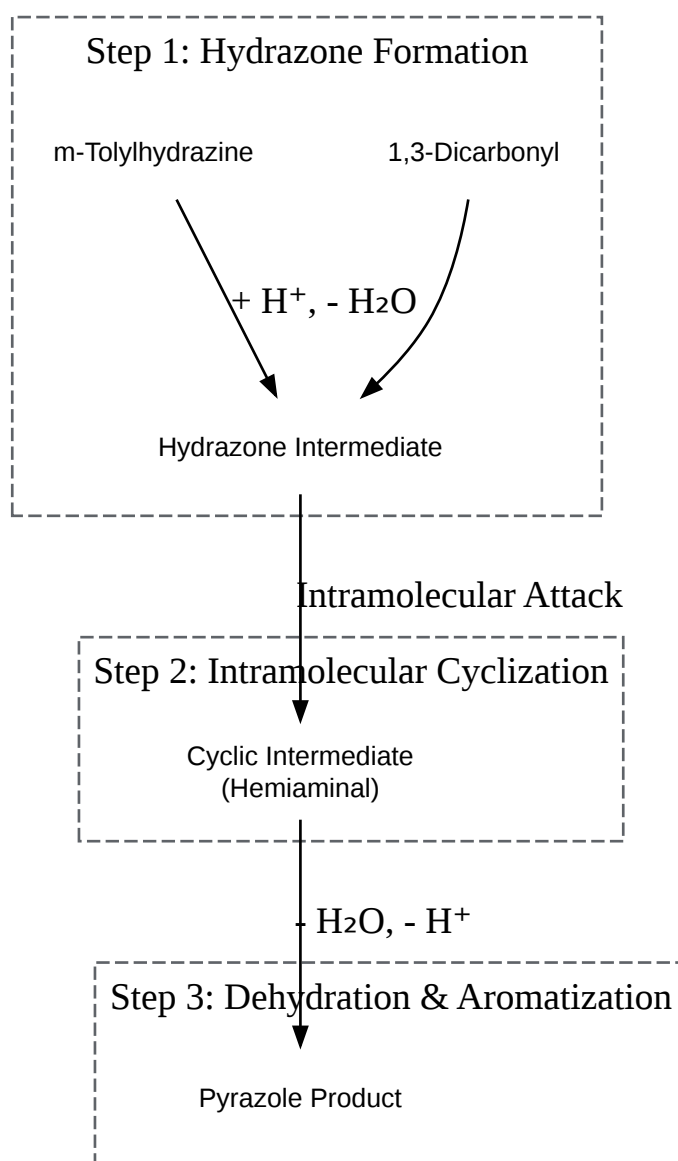 Step 1: Hydrazone Formation
m-Tolylhydrazine
1,3-Dicarbonyl
+ H⁺, - H₂O
Hydrazone Intermediate
Intramolecular Attack
Step 2: Intramolecular Cyclization
Cyclic Intermediate
(Hemiaminal)
- H₂O, - H⁺
Step 3: Dehydration & Aromatization
Pyrazole Product